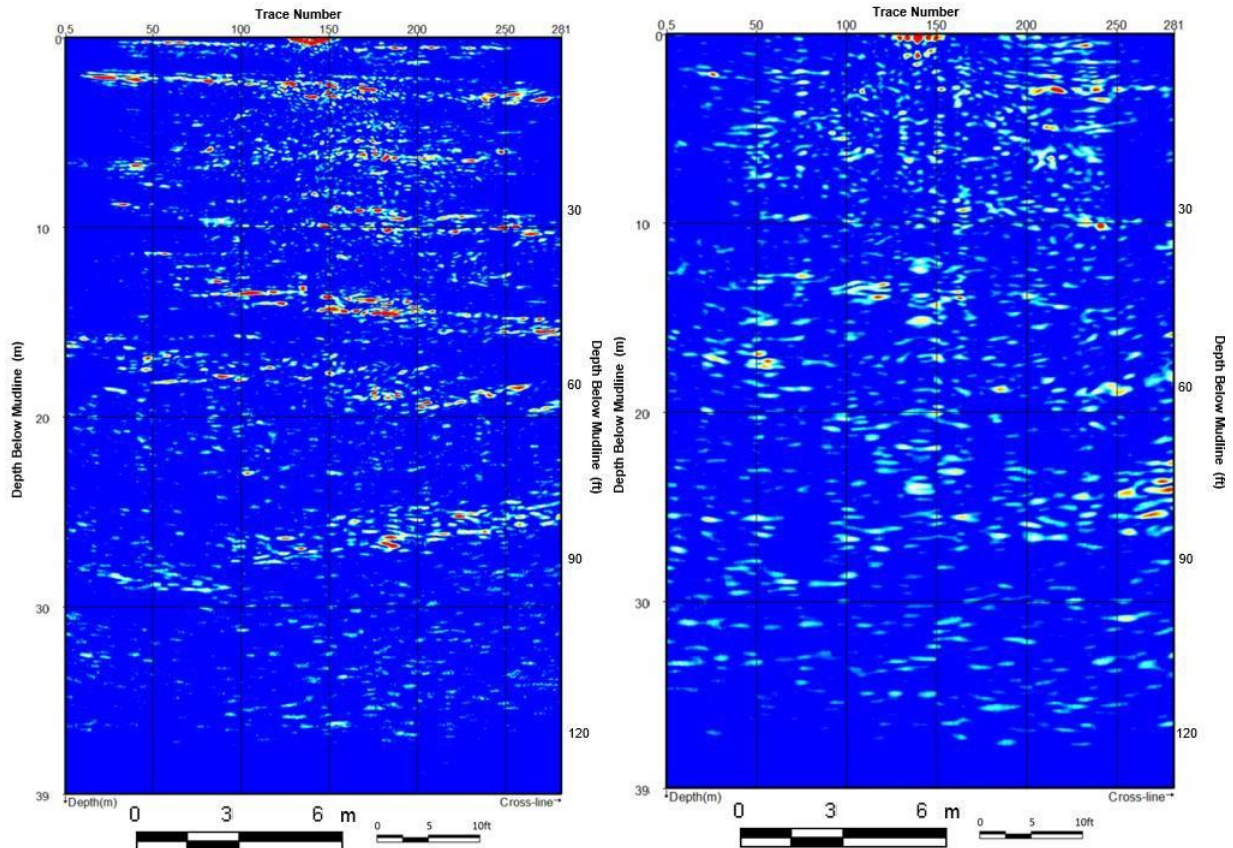 Trace Number
0,5 50 100 150 200 250 281
0
10
20
30
39
Depth Below Mudline (m)
30
60
90
120
Depth Below Mudline (ft)
Depth(m) Cross-line
0 3 6 m
0 5 10ft
Trace Number
0,5 50 100 150 200 250 281
0
10
20
30
39
Depth Below Mudline (m)
30
60
90
120
Depth Below Mudline (ft)
Depth(m) Cross-line
0 3 6 m
0 5 10ft